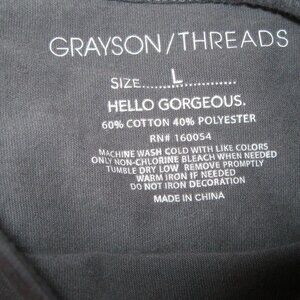 GRAYSON/THREADS
SIZE......L.......
HELLO GORGEOUS.
60% COTTON 40% POLYESTER
RN# 160054
MACHINE WASH COLD WITH LIKE COLORS
ONLY NON-CHLORINE BLEACH WHEN NEEDED
TUMBLE DRY LOW REMOVE PROMPTLY
WARM IRON IF NEEDED
DO NOT IRON DECORATION
MADE IN CHINA